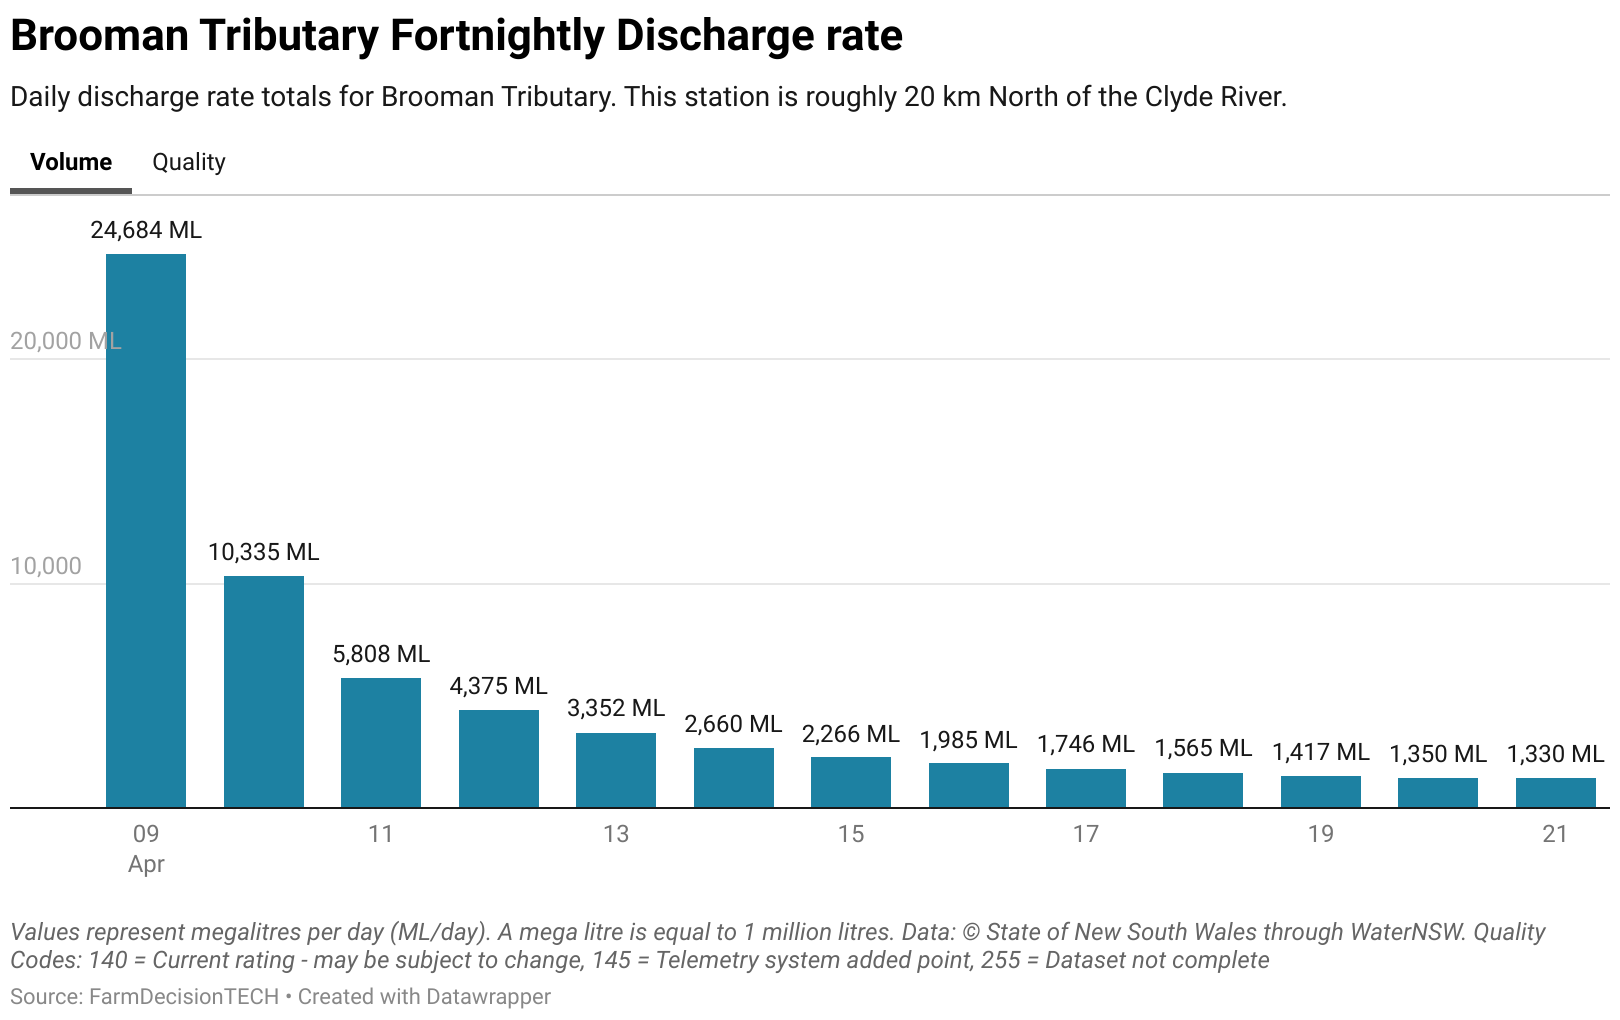 Brooman Tributary Fortnightly Discharge rate
Daily discharge rate totals for Brooman Tributary. This station is roughly 20 km North of the Clyde River.
Volume Quality
24,684 ML
20,000 ML
10,335 ML
10,000
5,808 ML
4,375 ML
3,352 ML
2,660 ML
2,266 ML
1,985 ML
1,746 ML
1,565 ML
1,417 ML
1,350 ML
1,330 ML
09 11 13 15 17 19 21
Apr
Values represent megalitres per day (ML/day). A mega litre is equal to 1 million litres. Data: © State of New South Wales through WaterNSW. Quality
Codes: 140 = Current rating - may be subject to change, 145 = Telemetry system added point, 255 = Dataset not complete
Source: FarmDecisionTECH • Created with Datawrapper